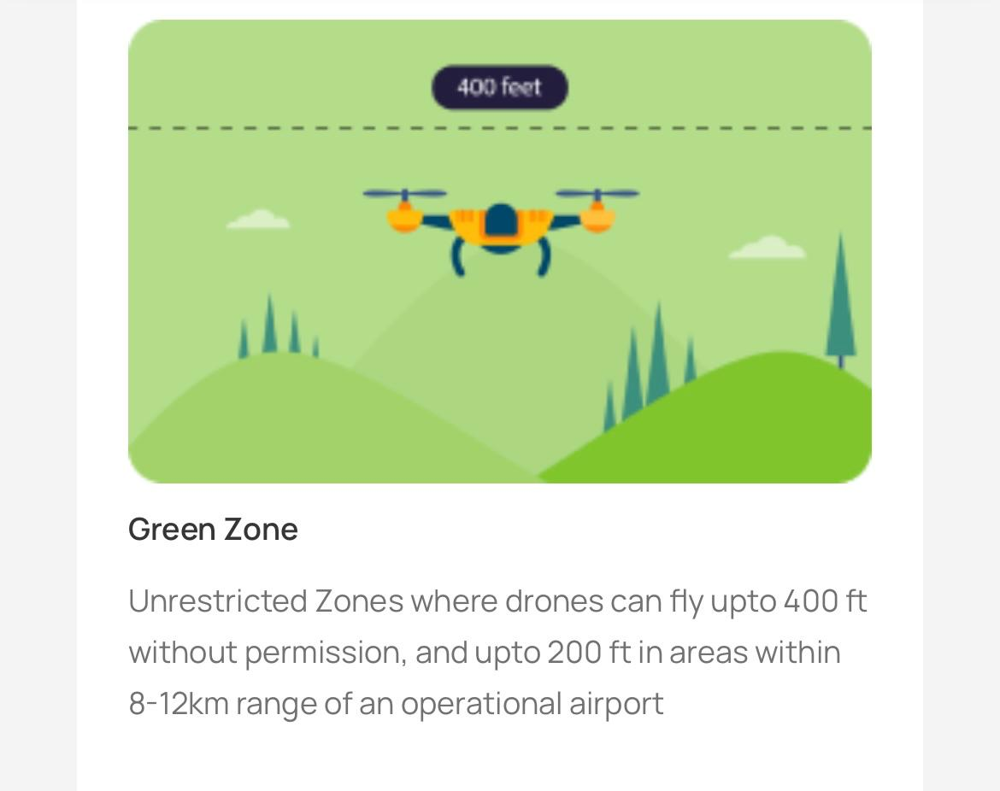 400 feet
Green Zone
Unrestricted Zones where drones can fly upto 400 ft
without permission, and upto 200 ft in areas within
8-12km range of an operational airport